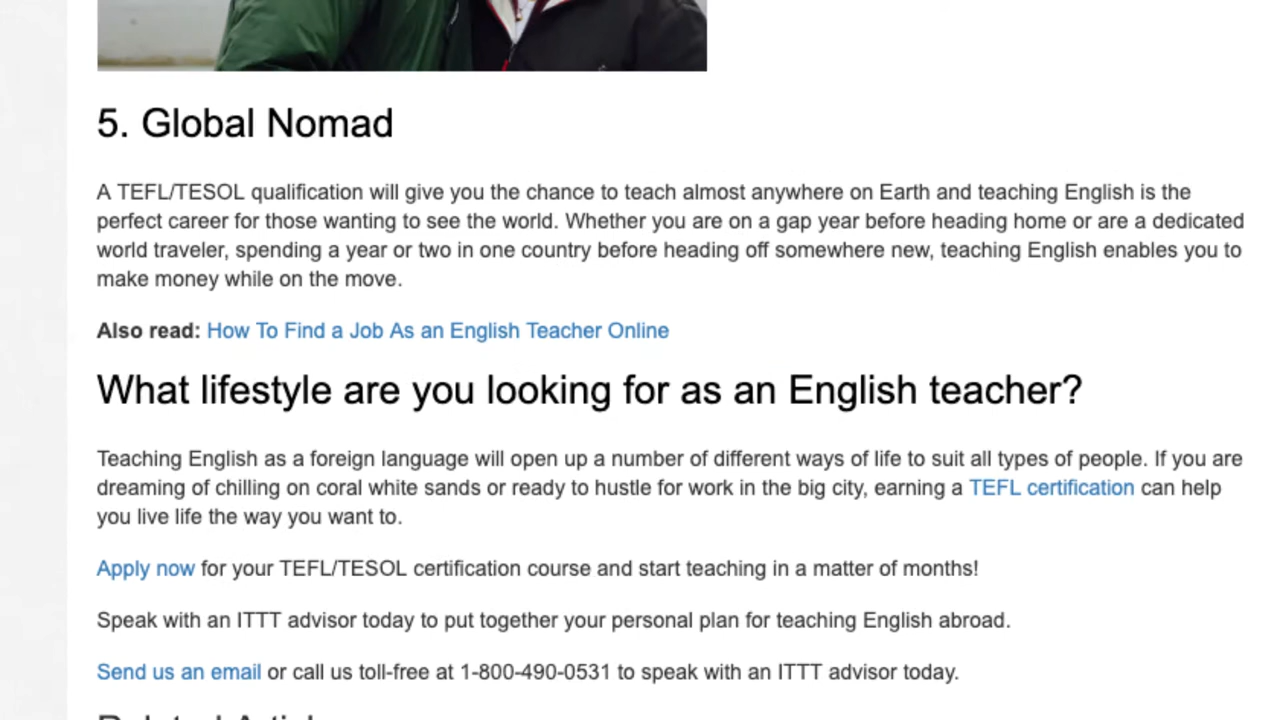 5. Global Nomad
A TEFL/TESOL qualification will give you the chance to teach almost anywhere on Earth and teaching English is the
perfect career for those wanting to see the world. Whether you are on a gap year before heading home or are a dedicated
world traveler, spending a year or two in one country before heading off somewhere new, teaching English enables you to
make money while on the move.
Also read: How To Find a Job As an English Teacher Online
What lifestyle are you looking for as an English teacher?
Teaching English as a foreign language will open up a number of different ways of life to suit all types of people. If you are
dreaming of chilling on coral white sands or ready to hustle for work in the big city, earning a TEFL certification can help
you live life the way you want to.
Apply now for your TEFL/TESOL certification course and start teaching in a matter of months!
Speak with an ITTT advisor today to put together your personal plan for teaching English abroad.
Send us an email or call us toll-free at 1-800-490-0531 to speak with an ITTT advisor today.